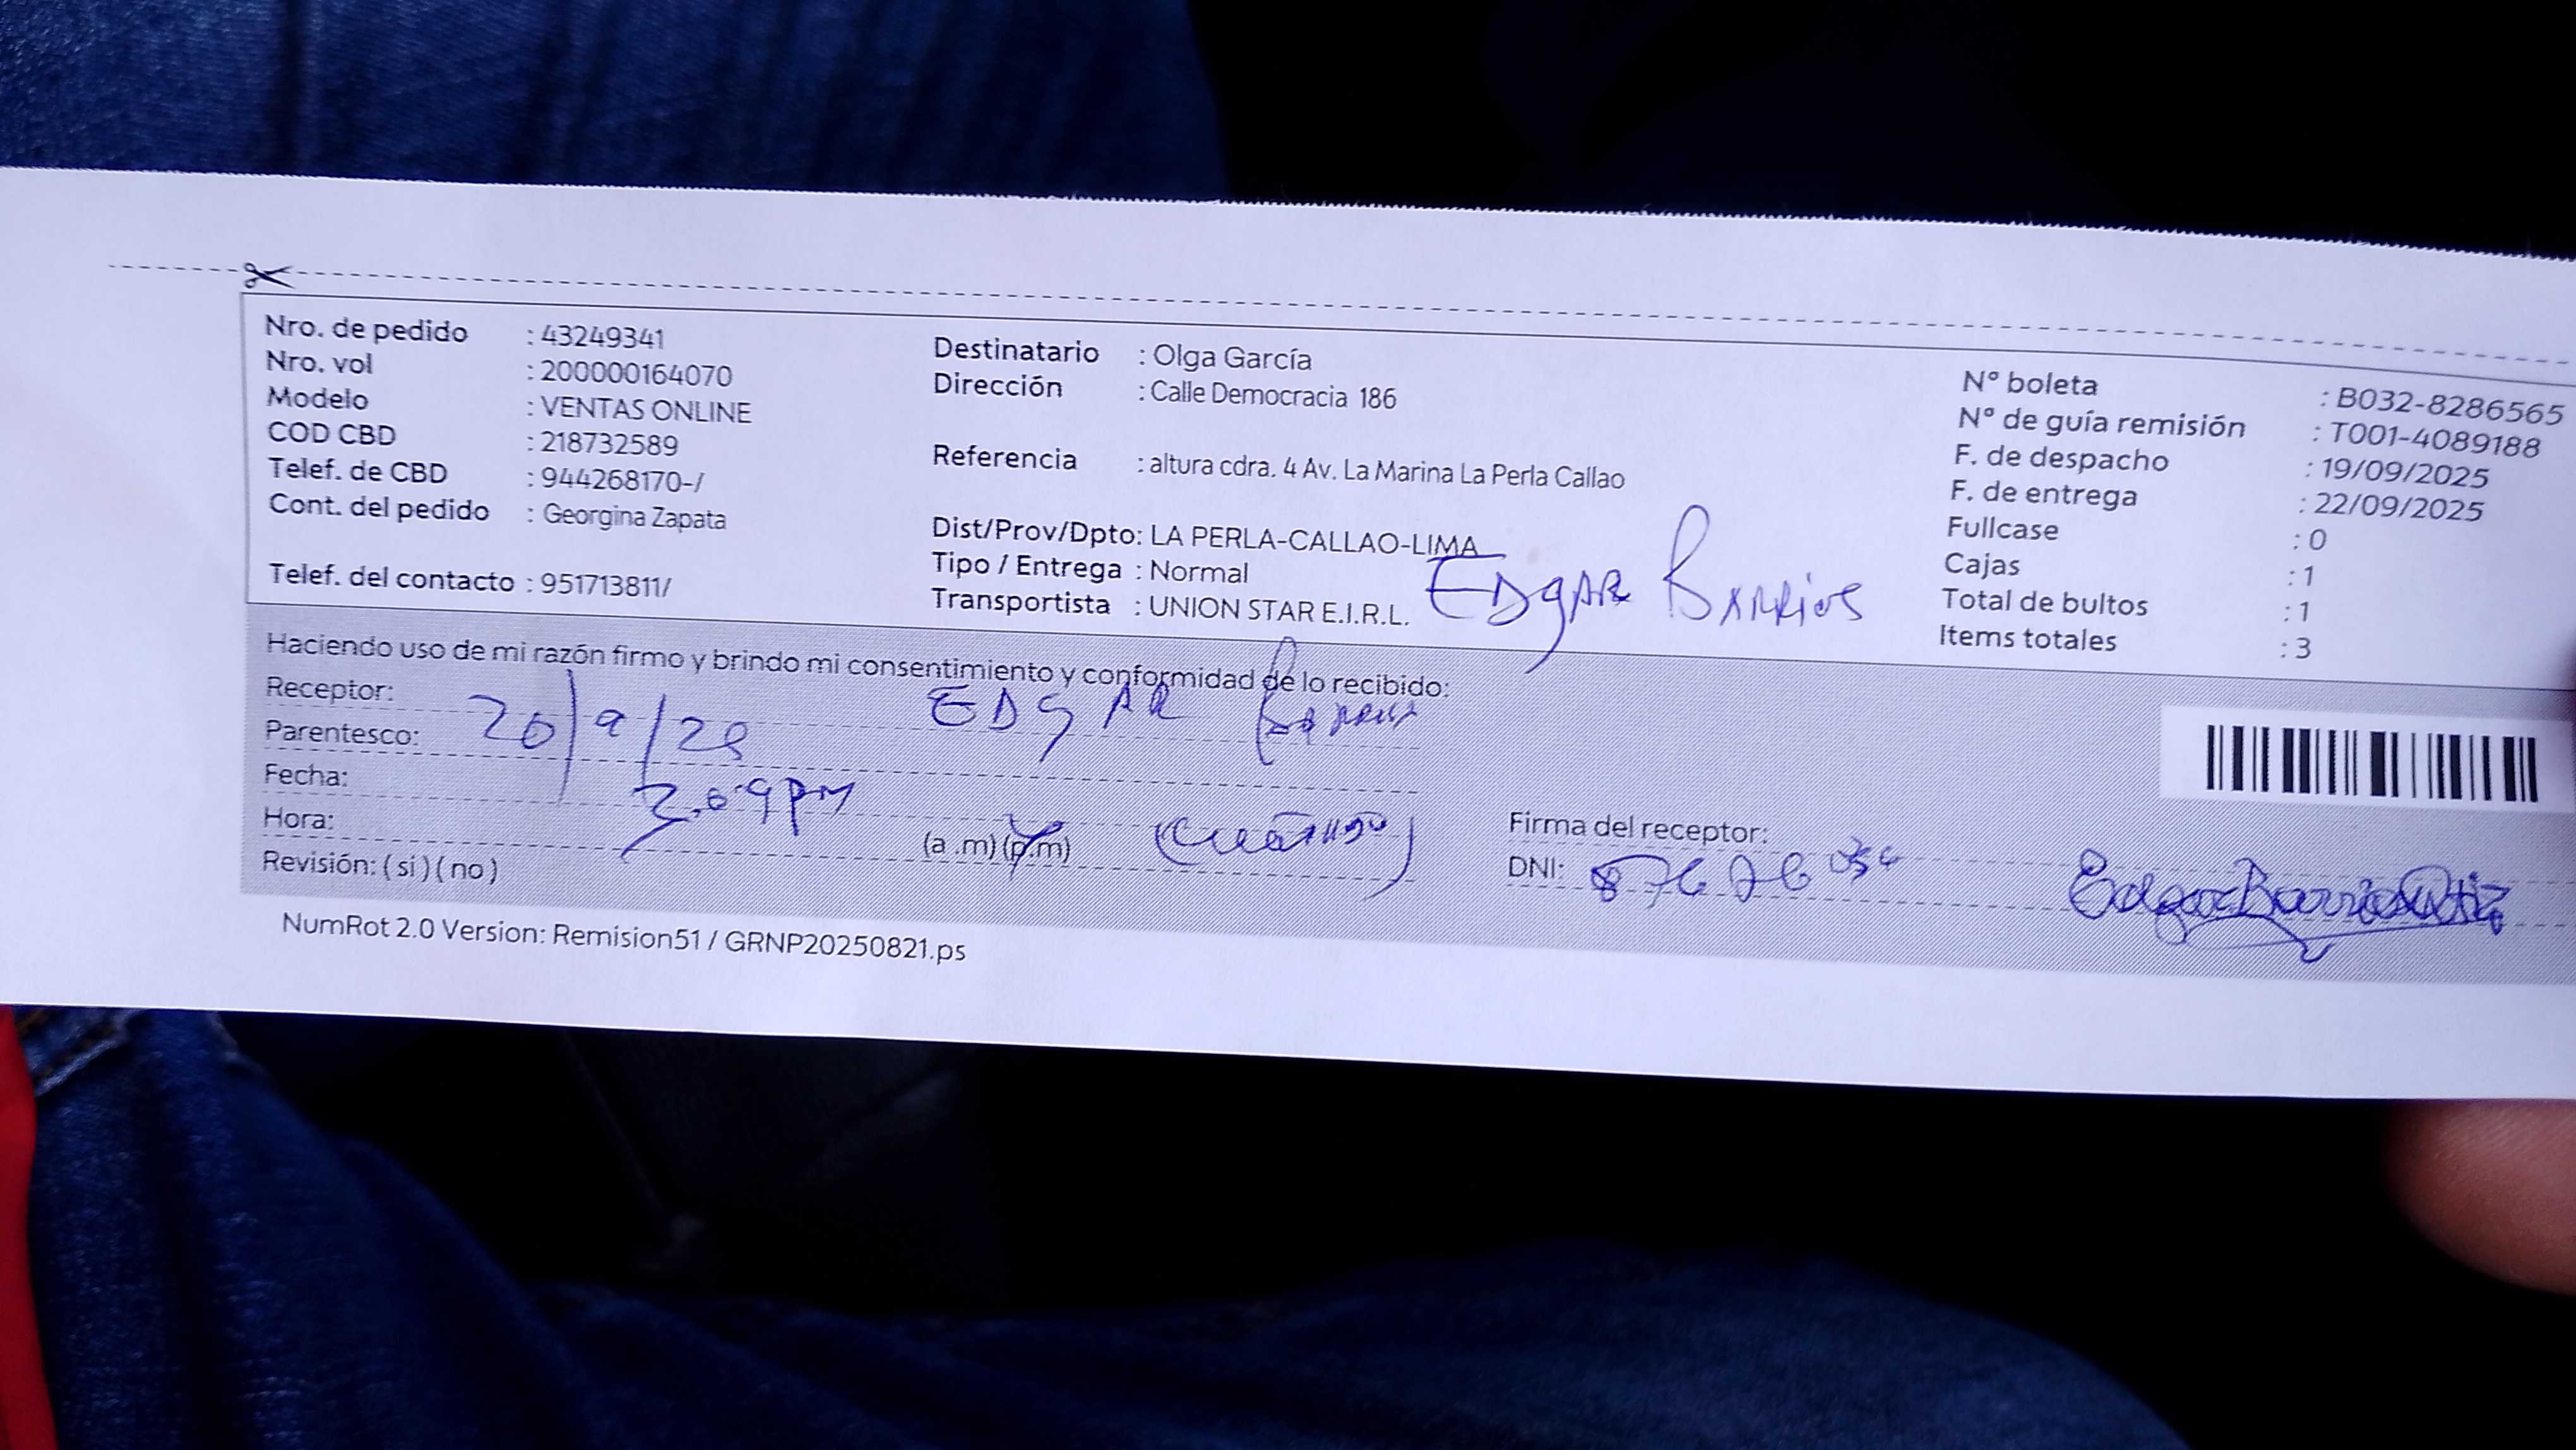 Nro. de pedido : 43249341
Nro. vol : 200000164070
Modelo : VENTAS ONLINE
COD CBD : 218732589
Telef. de CBD : 944268170-/
Cont. del pedido : Georgina Zapata
Telef. del contacto : 951713811/
Destinatario : Olga García
Dirección : Calle Democracia 186
Referencia : altura cdra. 4 Av. La Marina La Perla Callao
Dist/Prov/Dpto: LA PERLA-CALLAO-LIMA
Tipo / Entrega : Normal
Transportista : UNION STAR E.I.R.L.
EDgAR BARRios
Nº boleta : B032-8286565
Nº de guía remisión : T001-4089188
F. de despacho : 19/09/2025
F. de entrega : 22/09/2025
Fullcase : 0
Cajas : 1
Total de bultos : 1
Items totales : 3
Haciendo uso de mi razón firmo y brindo mi consentimiento y conformidad de lo recibido:
Receptor: EDgAR
Parentesco: 20/9/25
Fecha:
Hora: (a .m) (p.m)
Revisión: ( si ) ( no )
Firma del receptor:
DNI:
Edgar Barrios Ortiz
NumRot 2.0 Version: Remision51 / GRNP20250821.ps